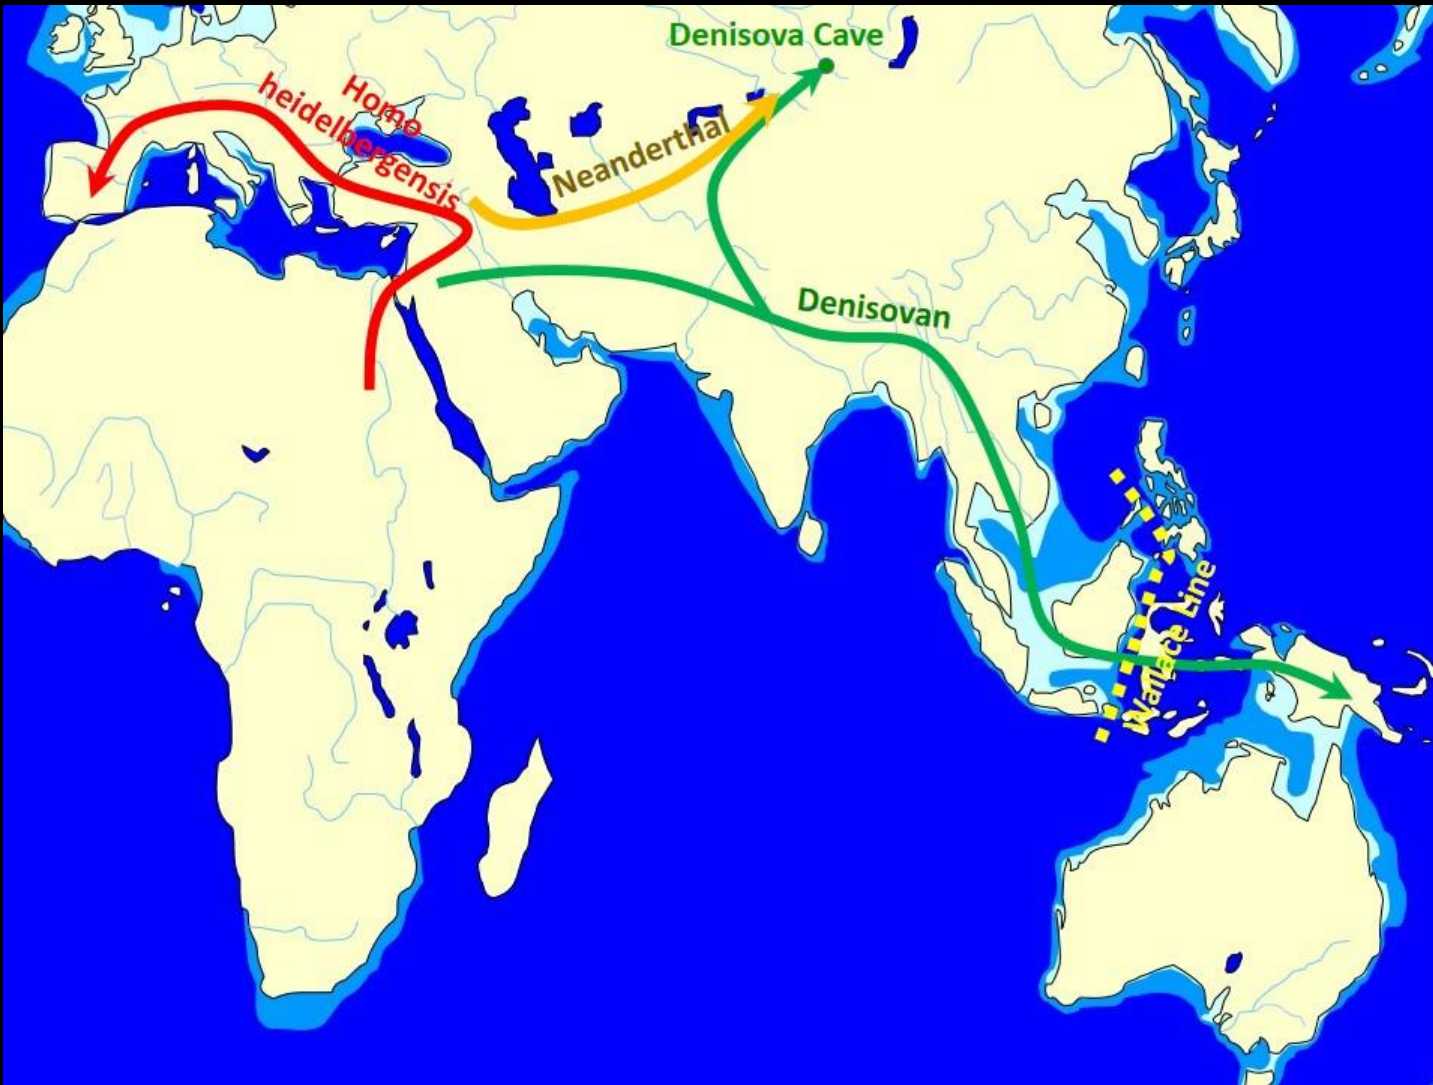 Denisova Cave
Homo
heidelbergensis
Neanderthal
Denisovan
Wallace Line